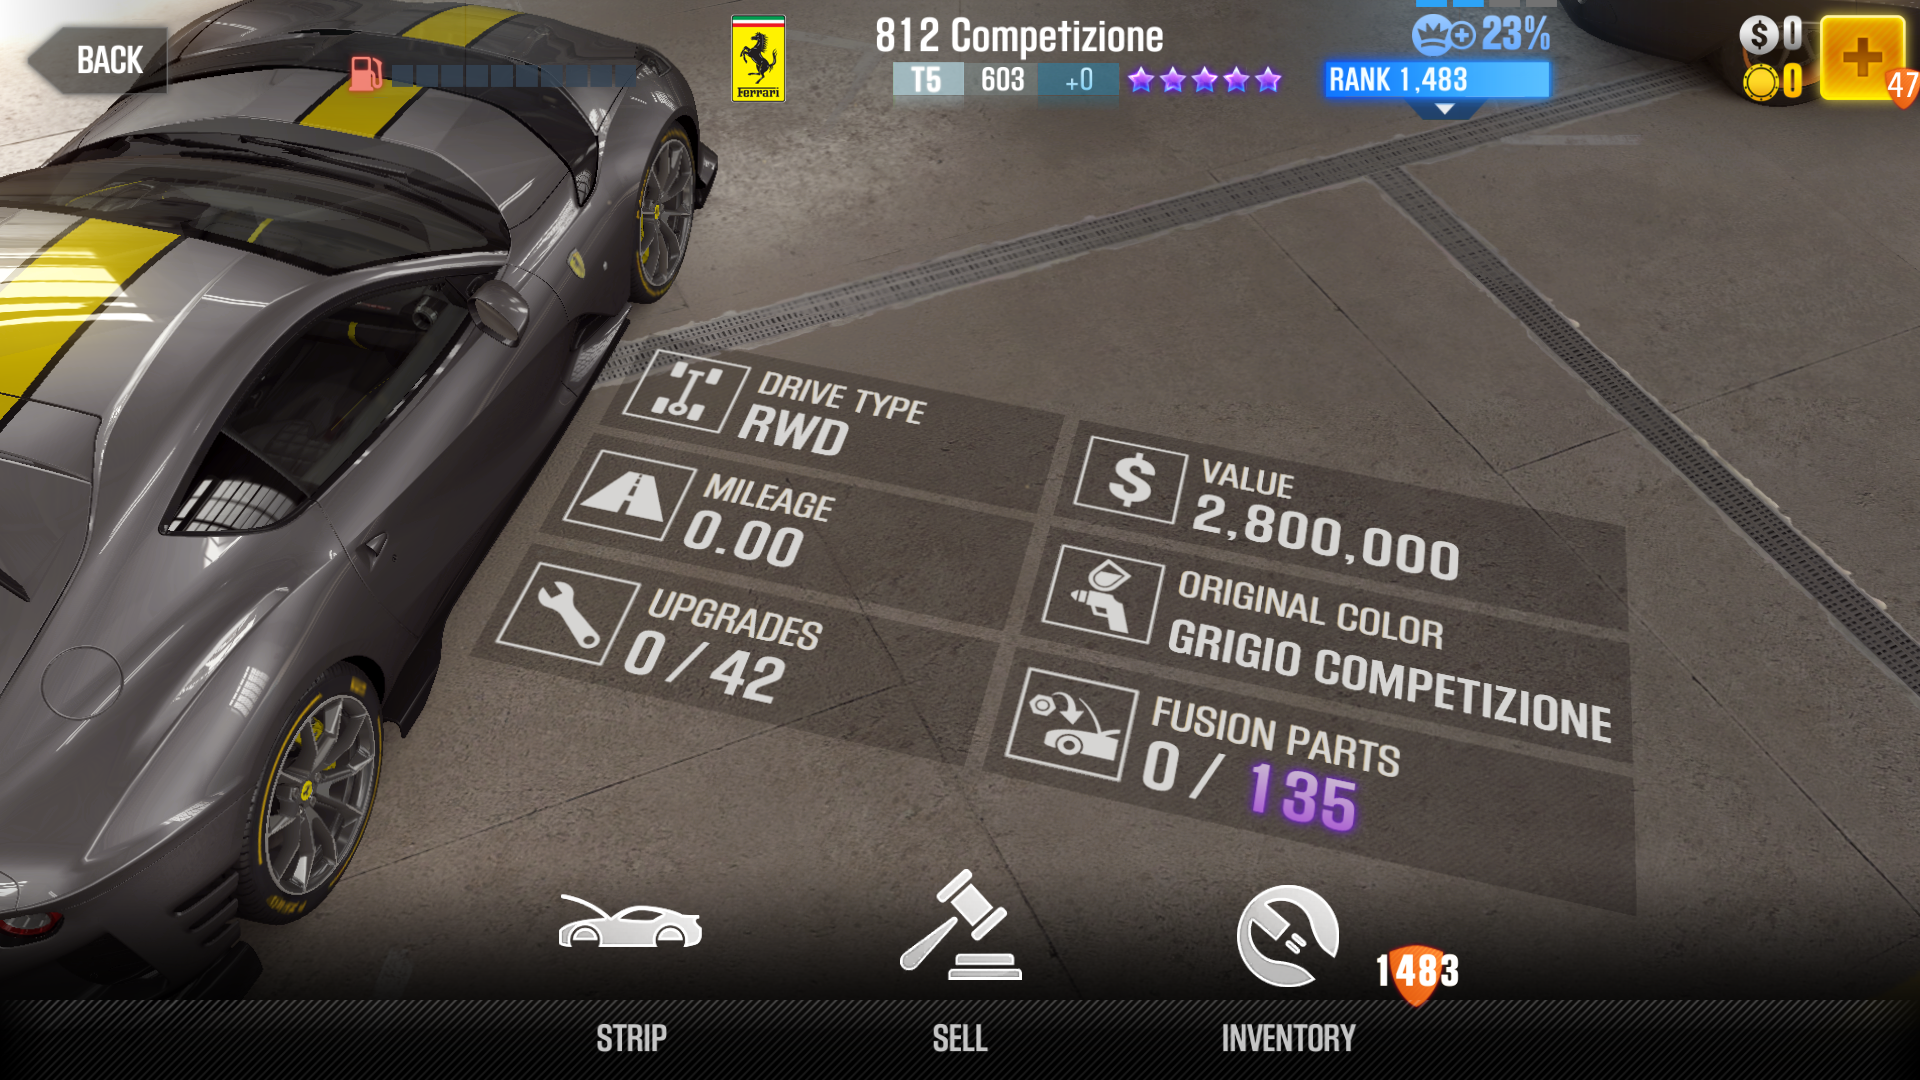 BACK
Ferrari
812 Competizione
T5 603 +0
23%
RANK 1,483
$ 0
0
47
DRIVE TYPE
RWD
MILEAGE
0.00
UPGRADES
0 / 42
$ VALUE
2,800,000
ORIGINAL COLOR
GRIGIO COMPETIZIONE
FUSION PARTS
0 / 135
1483
STRIP
SELL
INVENTORY